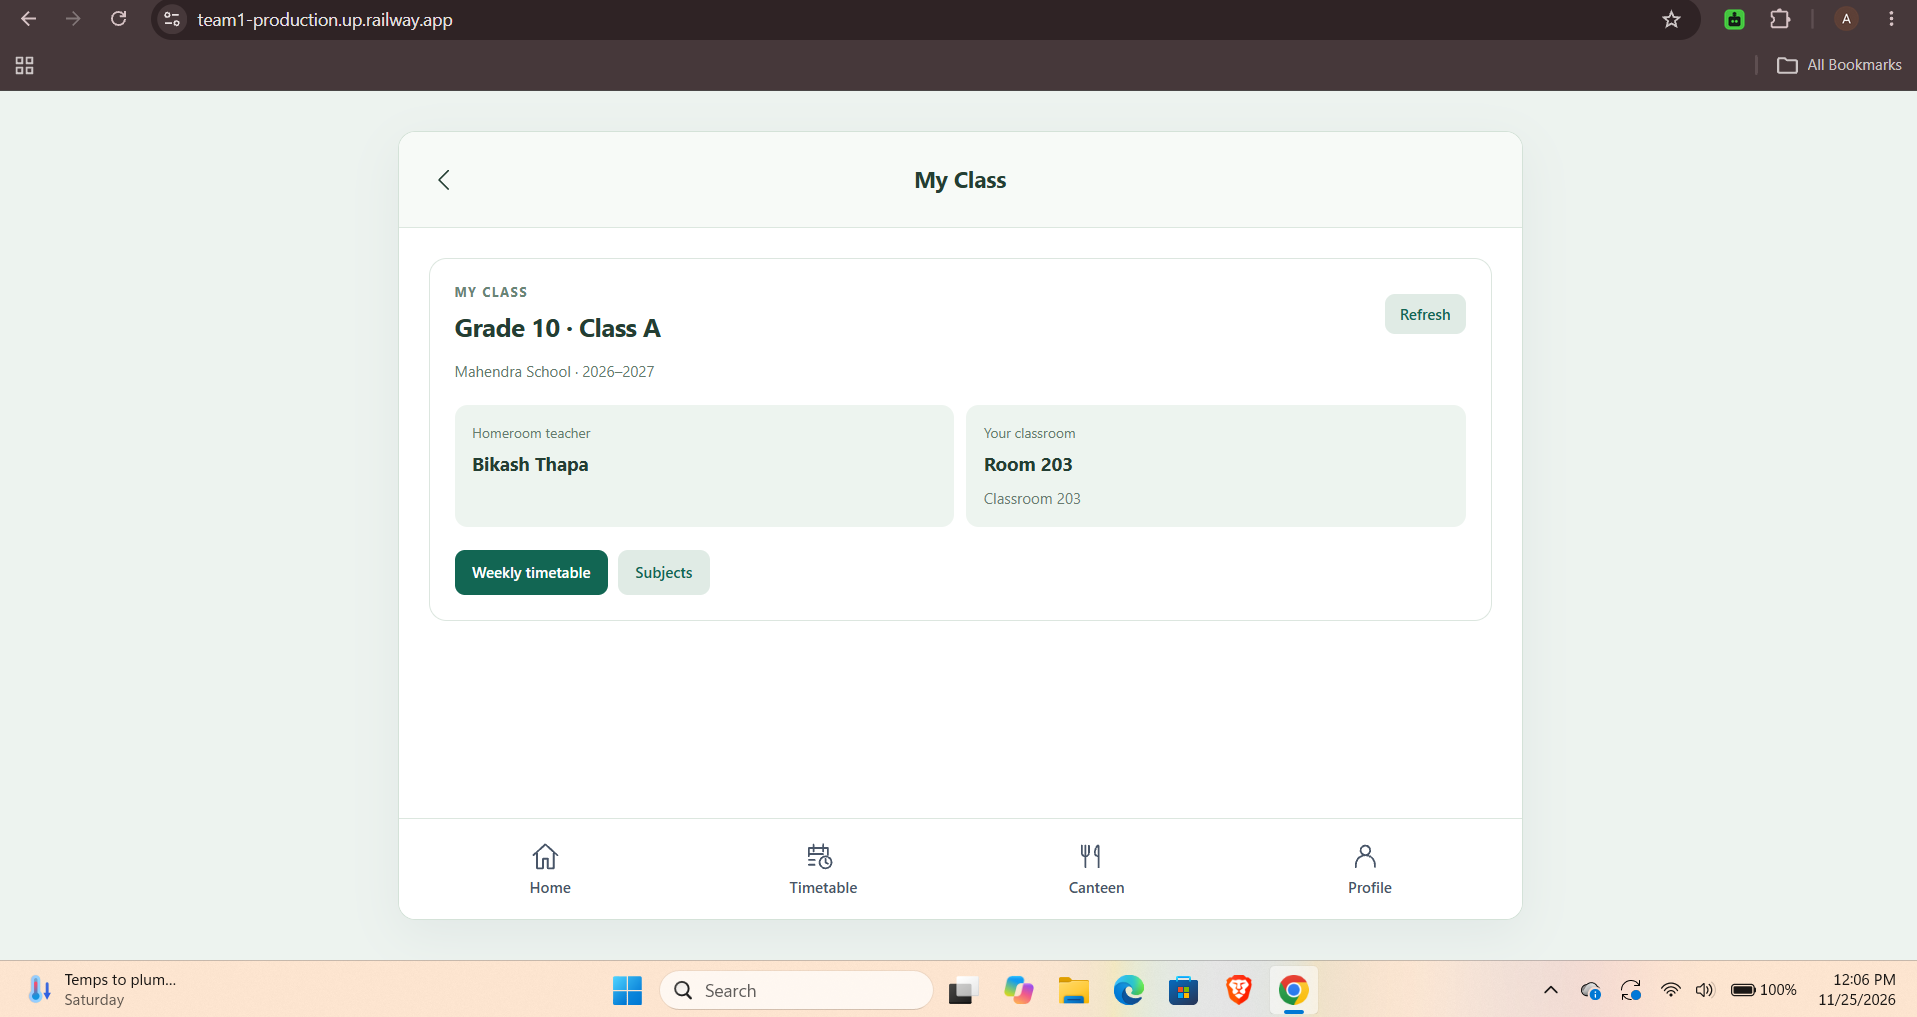 team1-production.up.railway.app
A
All Bookmarks
My Class
MY CLASS
Grade 10 · Class A
Refresh
Mahendra School · 2026–2027
Homeroom teacher
Bikash Thapa
Your classroom
Room 203
Classroom 203
Weekly timetable
Subjects
Home
Timetable
Canteen
Profile
Temps to plum...
Saturday
Search
100%
12:06 PM
11/25/2026